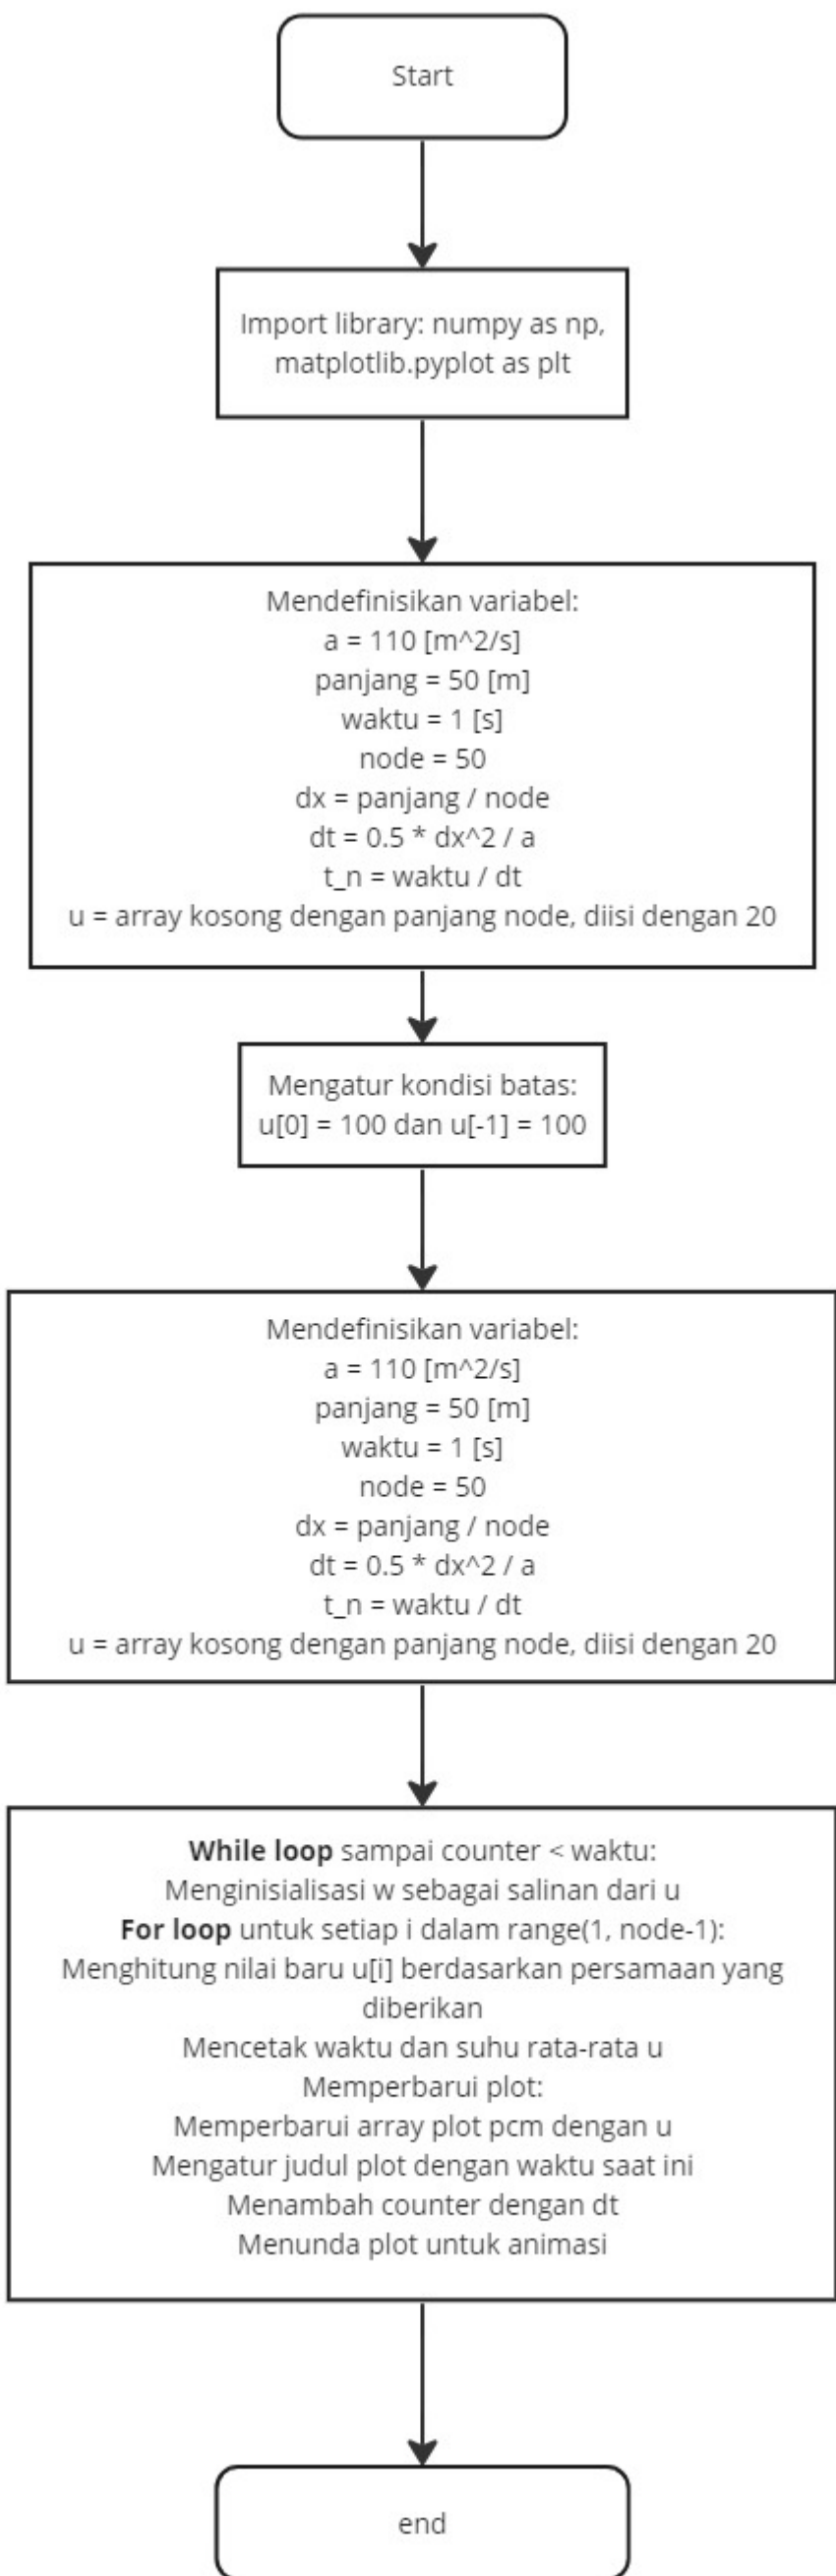 Start
Import library: numpy as np,
matplotlib.pyplot as plt
Mendefinisikan variabel:
a = 110 [m^2/s]
panjang = 50 [m]
waktu = 1 [s]
node = 50
dx = panjang / node
dt = 0.5 * dx^2 / a
t_n = waktu / dt
u = array kosong dengan panjang node, diisi dengan 20
Mengatur kondisi batas:
u[0] = 100 dan u[-1] = 100
Mendefinisikan variabel:
a = 110 [m^2/s]
panjang = 50 [m]
waktu = 1 [s]
node = 50
dx = panjang / node
dt = 0.5 * dx^2 / a
t_n = waktu / dt
u = array kosong dengan panjang node, diisi dengan 20
While loop sampai counter < waktu:
Menginisialisasi w sebagai salinan dari u
For loop untuk setiap i dalam range(1, node-1):
Menghitung nilai baru u[i] berdasarkan persamaan yang
diberikan
Mencetak waktu dan suhu rata-rata u
Memperbarui plot:
Memperbarui array plot pcm dengan u
Mengatur judul plot dengan waktu saat ini
Menambah counter dengan dt
Menunda plot untuk animasi
end